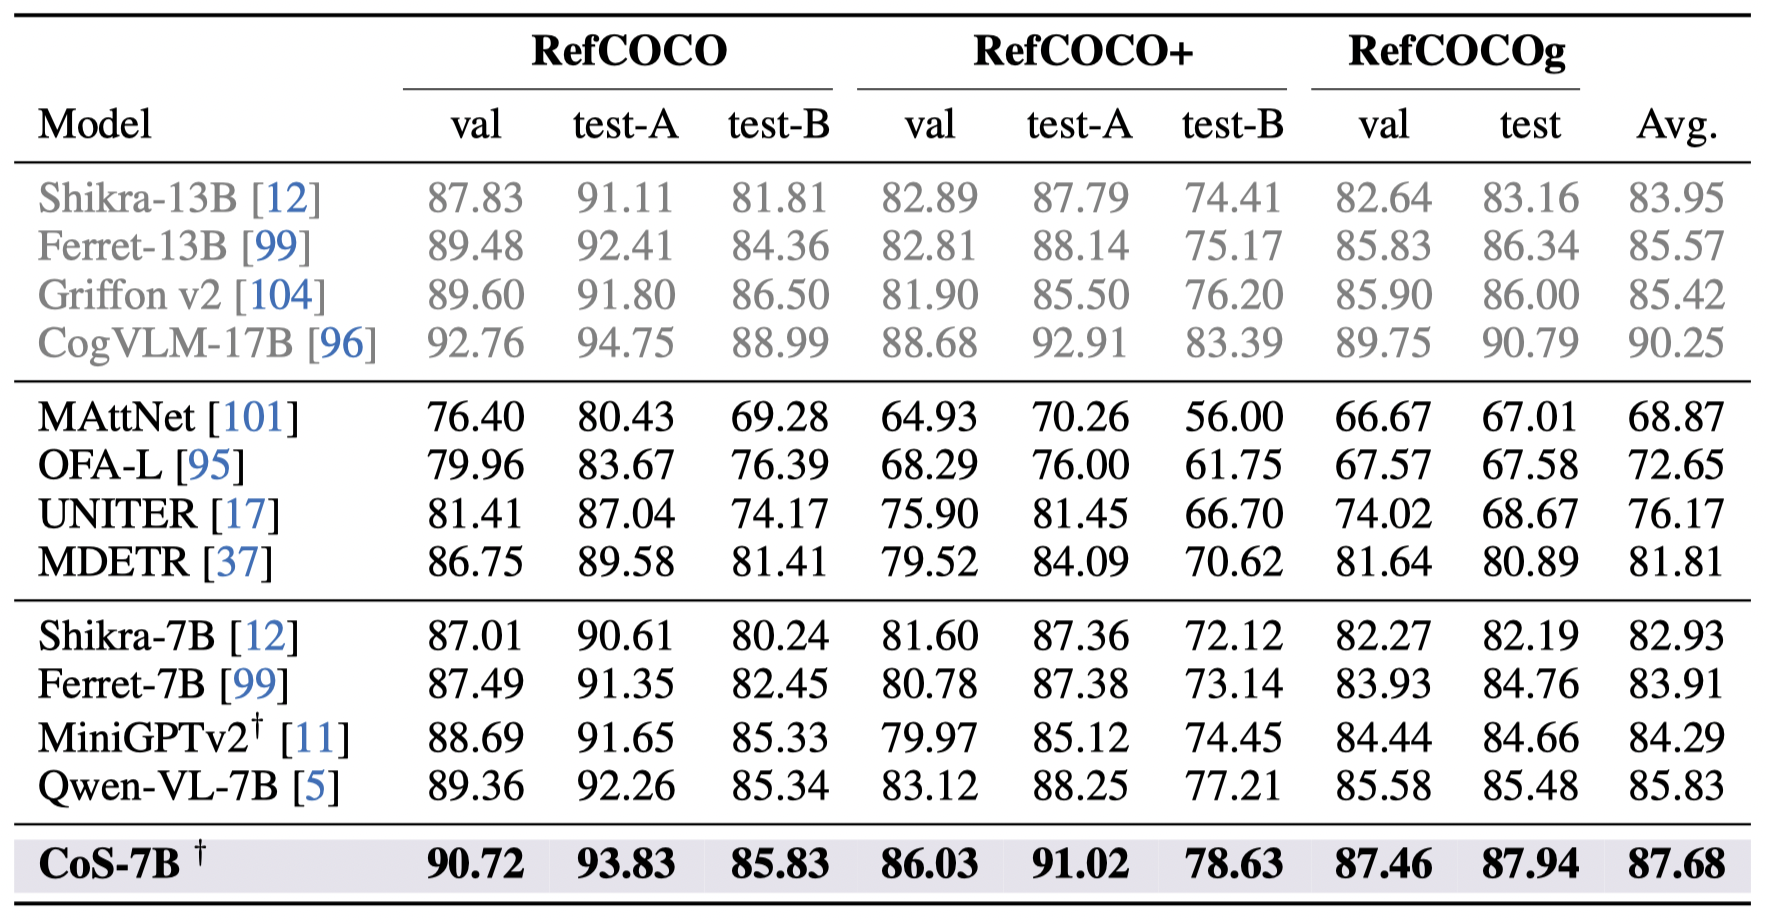 RefCOCO RefCOCO+ RefCOCOg
Model val test-A test-B val test-A test-B val test Avg.
Shikra-13B [12] 87.83 91.11 81.81 82.89 87.79 74.41 82.64 83.16 83.95
Ferret-13B [99] 89.48 92.41 84.36 82.81 88.14 75.17 85.83 86.34 85.57
Griffon v2 [104] 89.60 91.80 86.50 81.90 85.50 76.20 85.90 86.00 85.42
CogVLM-17B [96] 92.76 94.75 88.99 88.68 92.91 83.39 89.75 90.79 90.25
MAttNet [101] 76.40 80.43 69.28 64.93 70.26 56.00 66.67 67.01 68.87
OFA-L [95] 79.96 83.67 76.39 68.29 76.00 61.75 67.57 67.58 72.65
UNITER [17] 81.41 87.04 74.17 75.90 81.45 66.70 74.02 68.67 76.17
MDETR [37] 86.75 89.58 81.41 79.52 84.09 70.62 81.64 80.89 81.81
Shikra-7B [12] 87.01 90.61 80.24 81.60 87.36 72.12 82.27 82.19 82.93
Ferret-7B [99] 87.49 91.35 82.45 80.78 87.38 73.14 83.93 84.76 83.91
MiniGPTv2† [11] 88.69 91.65 85.33 79.97 85.12 74.45 84.44 84.66 84.29
Qwen-VL-7B [5] 89.36 92.26 85.34 83.12 88.25 77.21 85.58 85.48 85.83
CoS-7B † 90.72 93.83 85.83 86.03 91.02 78.63 87.46 87.94 87.68